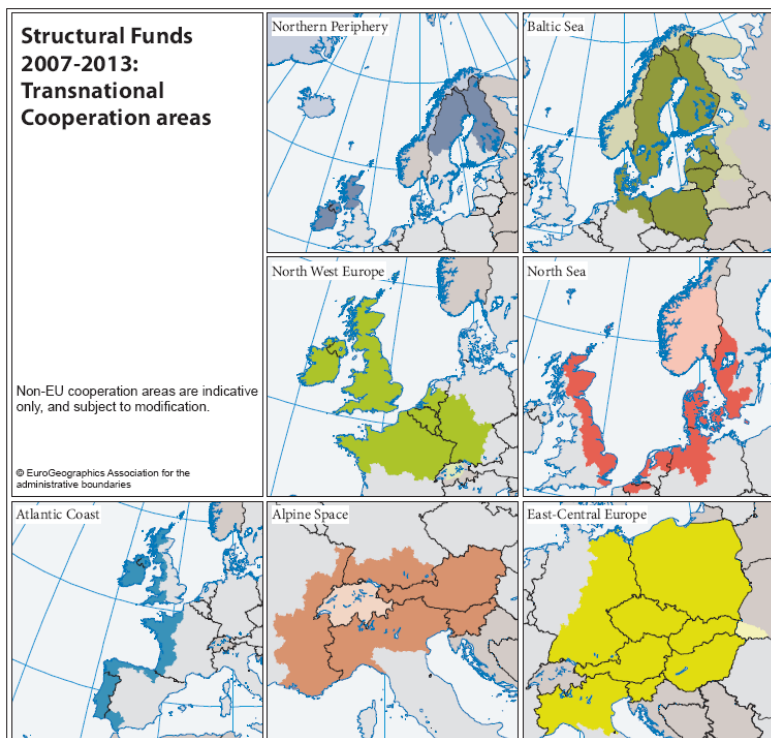 Structural Funds
2007-2013:
Transnational
Cooperation areas
Non-EU cooperation areas are indicative
only, and subject to modification.
© EuroGeographics Association for the
administrative boundaries
Northern Periphery
Baltic Sea
North West Europe
North Sea
Atlantic Coast
Alpine Space
East-Central Europe